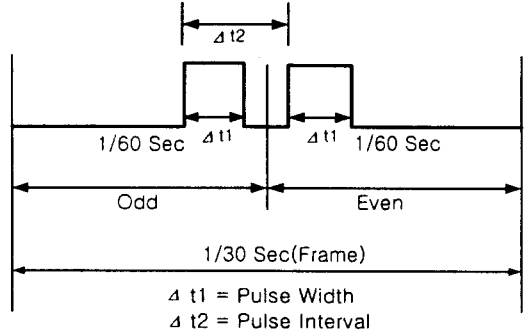 Δ t2
Δ t1 Δ t1
1/60 Sec 1/60 Sec
Odd Even
1/30 Sec(Frame)
Δ t1 = Pulse Width
Δ t2 = Pulse Interval